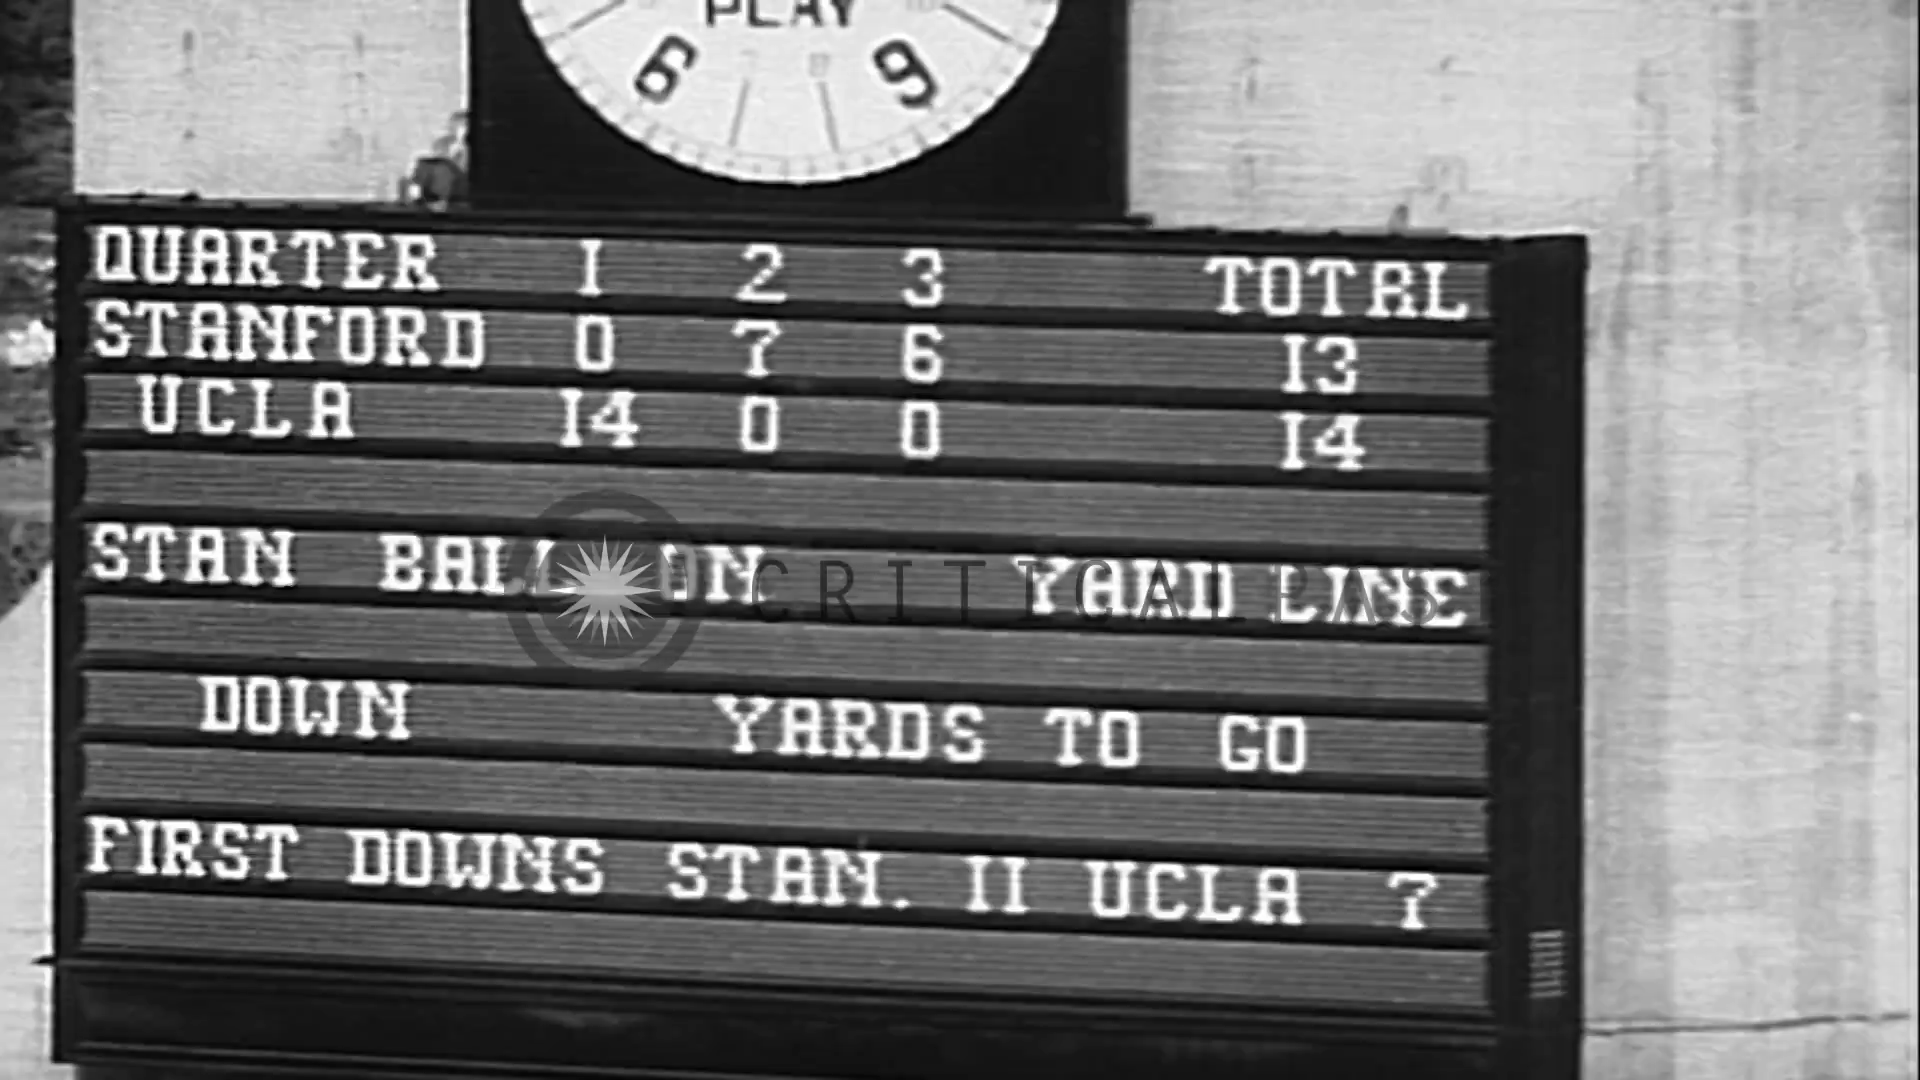 PLAY
6 9
QUARTER 1 2 3 TOTAL
STANFORD 0 7 6 13
UCLA 14 0 0 14
STAN BALL ON YARD LINE
CRITICALPAST
DOWN YARDS TO GO
FIRST DOWNS STAN. 11 UCLA 7